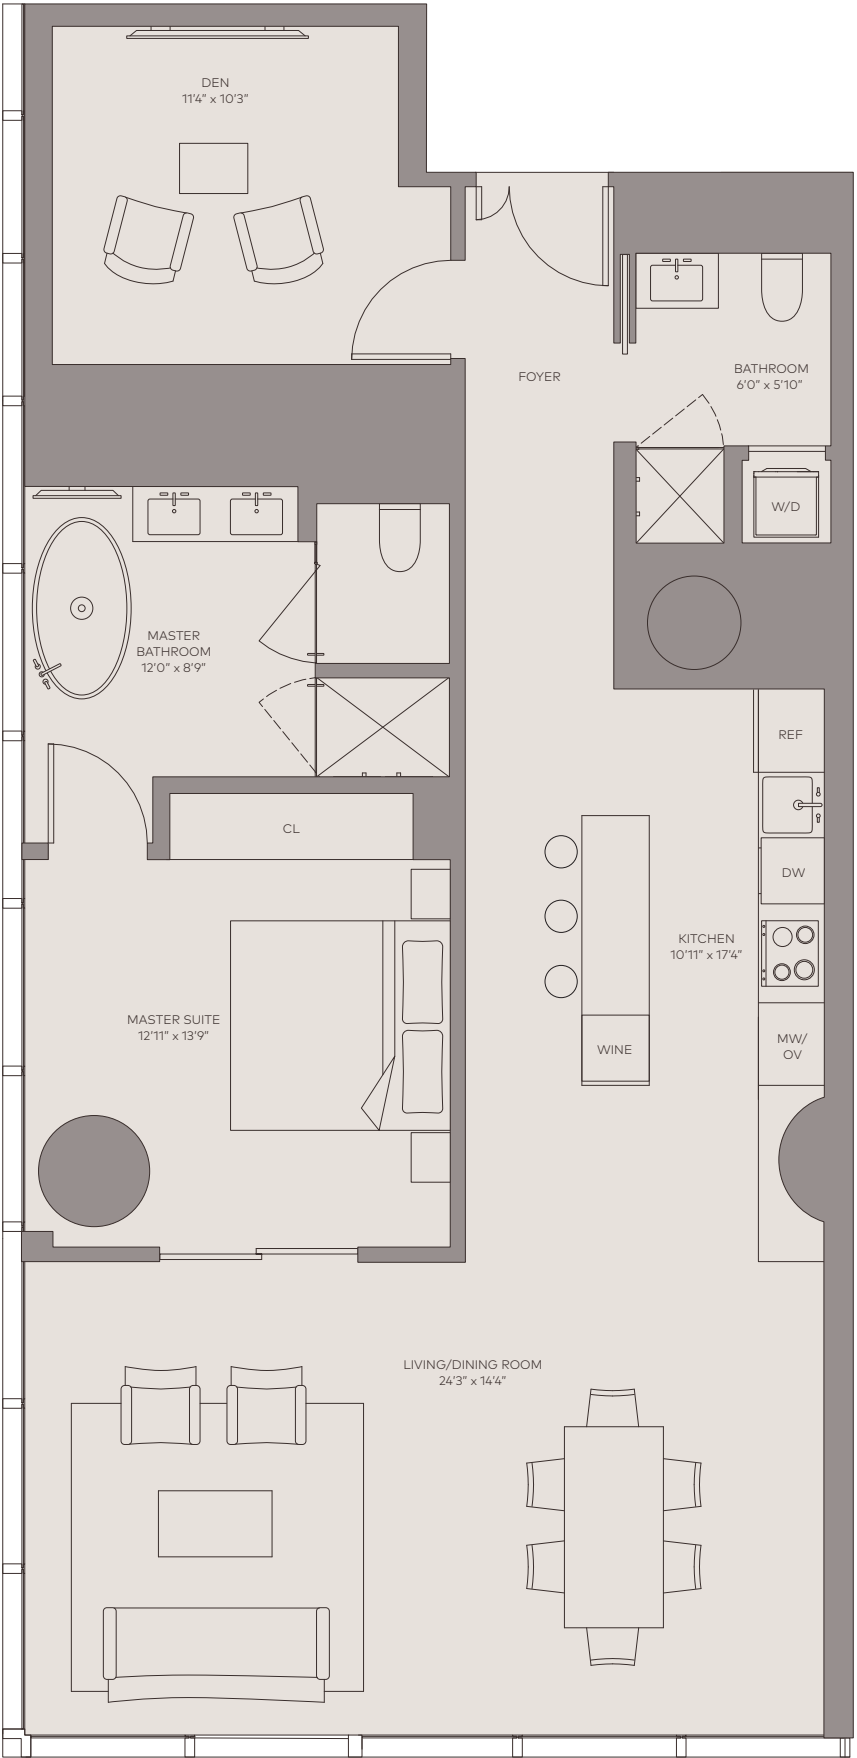 DEN
11'4" x 10'3"
FOYER
BATHROOM
6'0" x 5'10"
W/D
MASTER
BATHROOM
12'0" x 8'9"
REF
CL
DW
KITCHEN
10'11" x 17'4"
MASTER SUITE
12'11" x 13'9"
WINE
MW/
OV
LIVING/DINING ROOM
24'3" x 14'4"